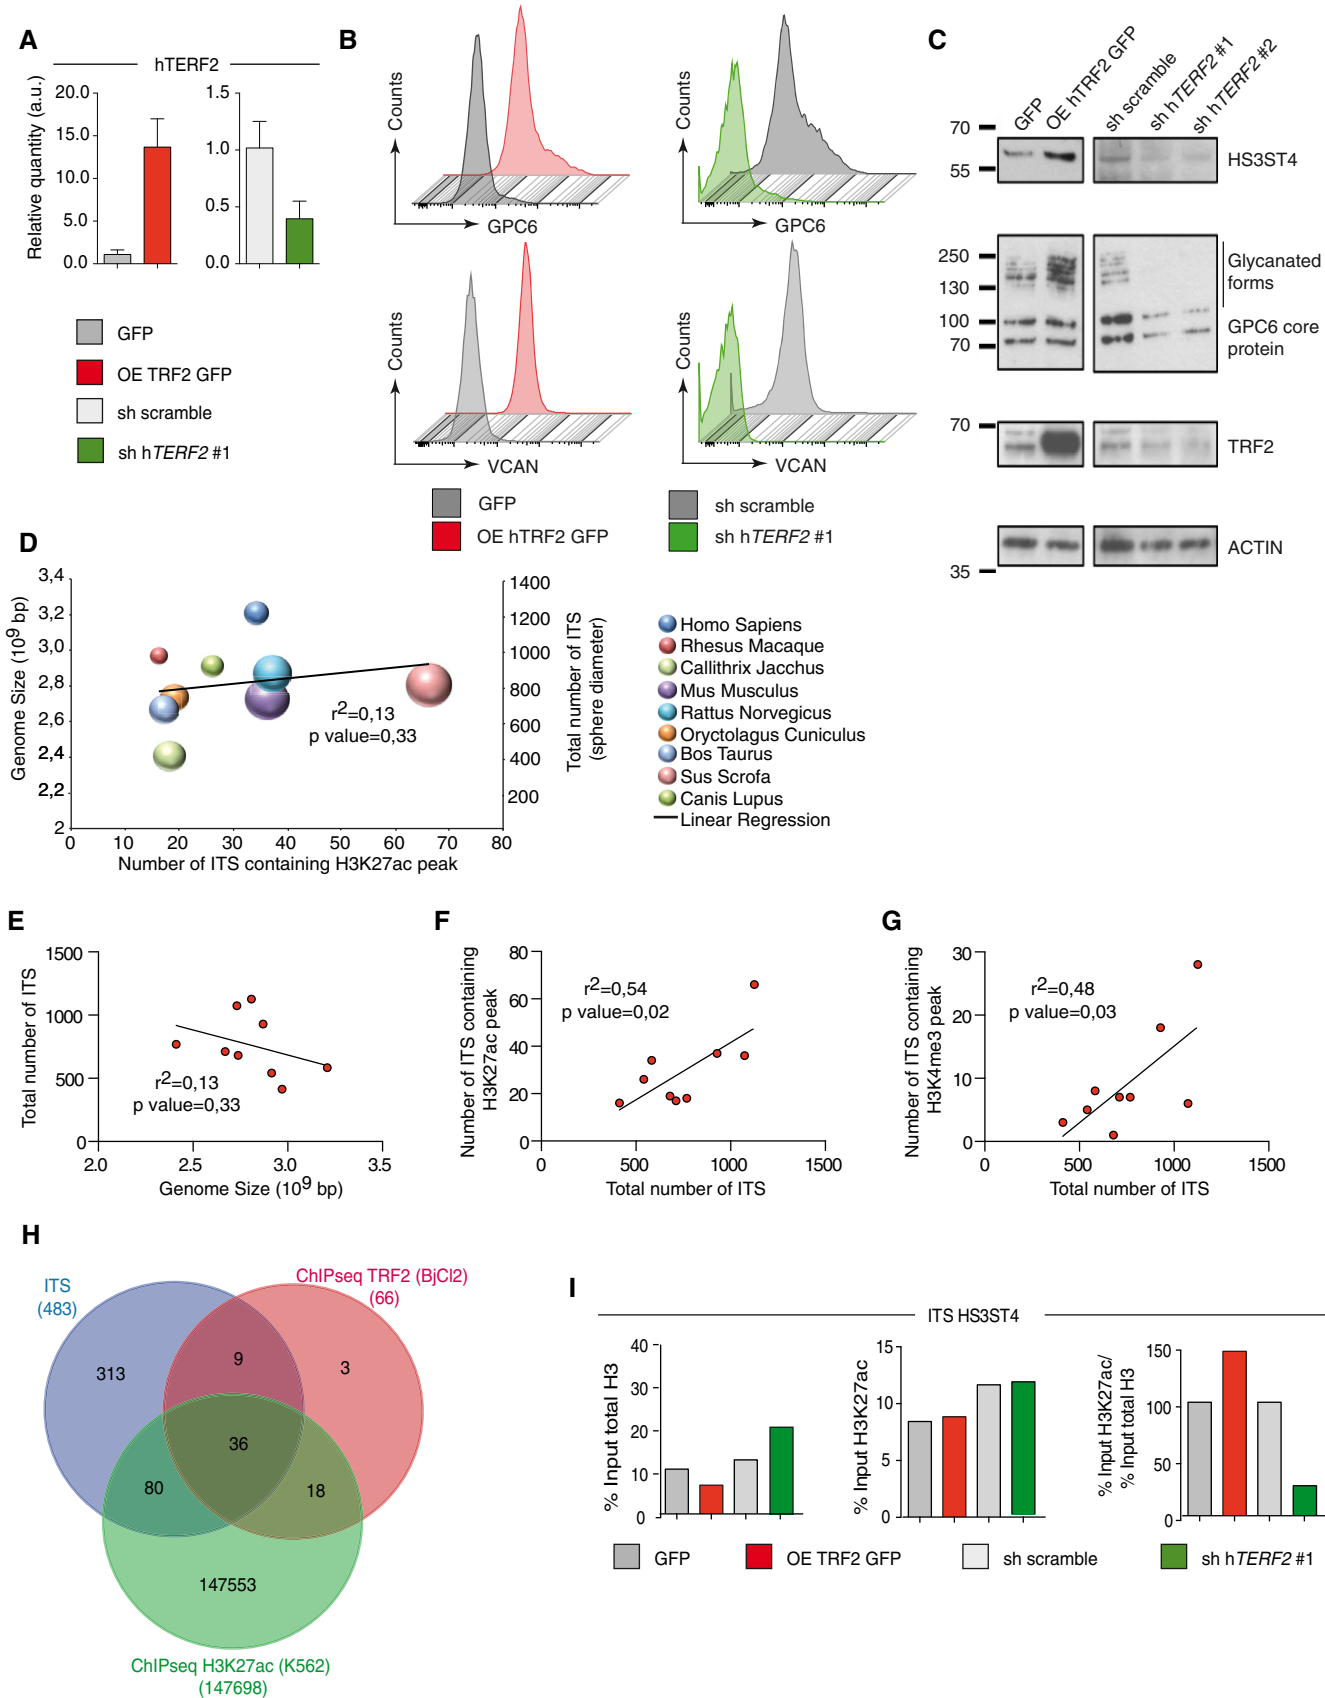 A
hTERF2
Relative quantity (a.u.)
20.0
15.0
10.0
5.0
0.0
1.5
1.0
0.5
0.0
GFP
OE TRF2 GFP
sh scramble
sh hTERF2 #1
B
Counts
GPC6
Counts
GPC6
Counts
VCAN
Counts
VCAN
GFP
OE hTRF2 GFP
sh scramble
sh hTERF2 #1
C
GFP
OE hTRF2 GFP
sh scramble
sh hTERF2 #1
sh hTERF2 #2
70
55
HS3ST4
250
130
100
70
Glycanated
forms
GPC6 core
protein
70
TRF2
35
ACTIN
D
Genome Size (10⁹ bp)
3,4
3,2
3,0
2,8
2,6
2,4
2,2
2
0
10
20
30
40
50
60
70
80
Number of ITS containing H3K27ac peak
1400
1200
1000
800
600
400
200
Total number of ITS
(sphere diameter)
r²=0,13
p value=0,33
Homo Sapiens
Rhesus Macaque
Callithrix Jacchus
Mus Musculus
Rattus Norvegicus
Oryctolagus Cuniculus
Bos Taurus
Sus Scrofa
Canis Lupus
Linear Regression
E
Total number of ITS
1500
1000
500
0
2.0
2.5
3.0
3.5
Genome Size (10⁹ bp)
r²=0,13
p value=0,33
F
Number of ITS containing
H3K27ac peak
80
60
40
20
0
0
500
1000
1500
Total number of ITS
r²=0,54
p value=0,02
G
Number of ITS containing
H3K4me3 peak
30
20
10
0
0
500
1000
1500
Total number of ITS
r²=0,48
p value=0,03
H
ITS
(483)
ChIPseq TRF2 (BjCl2)
(66)
313
9
3
36
80
18
147553
ChIPseq H3K27ac (K562)
(147698)
I
ITS HS3ST4
% Input total H3
40
30
20
10
0
% Input H3K27ac
15
10
5
0
% Input H3K27ac/
% Input total H3
150
100
50
0
GFP
OE TRF2 GFP
sh scramble
sh hTERF2 #1